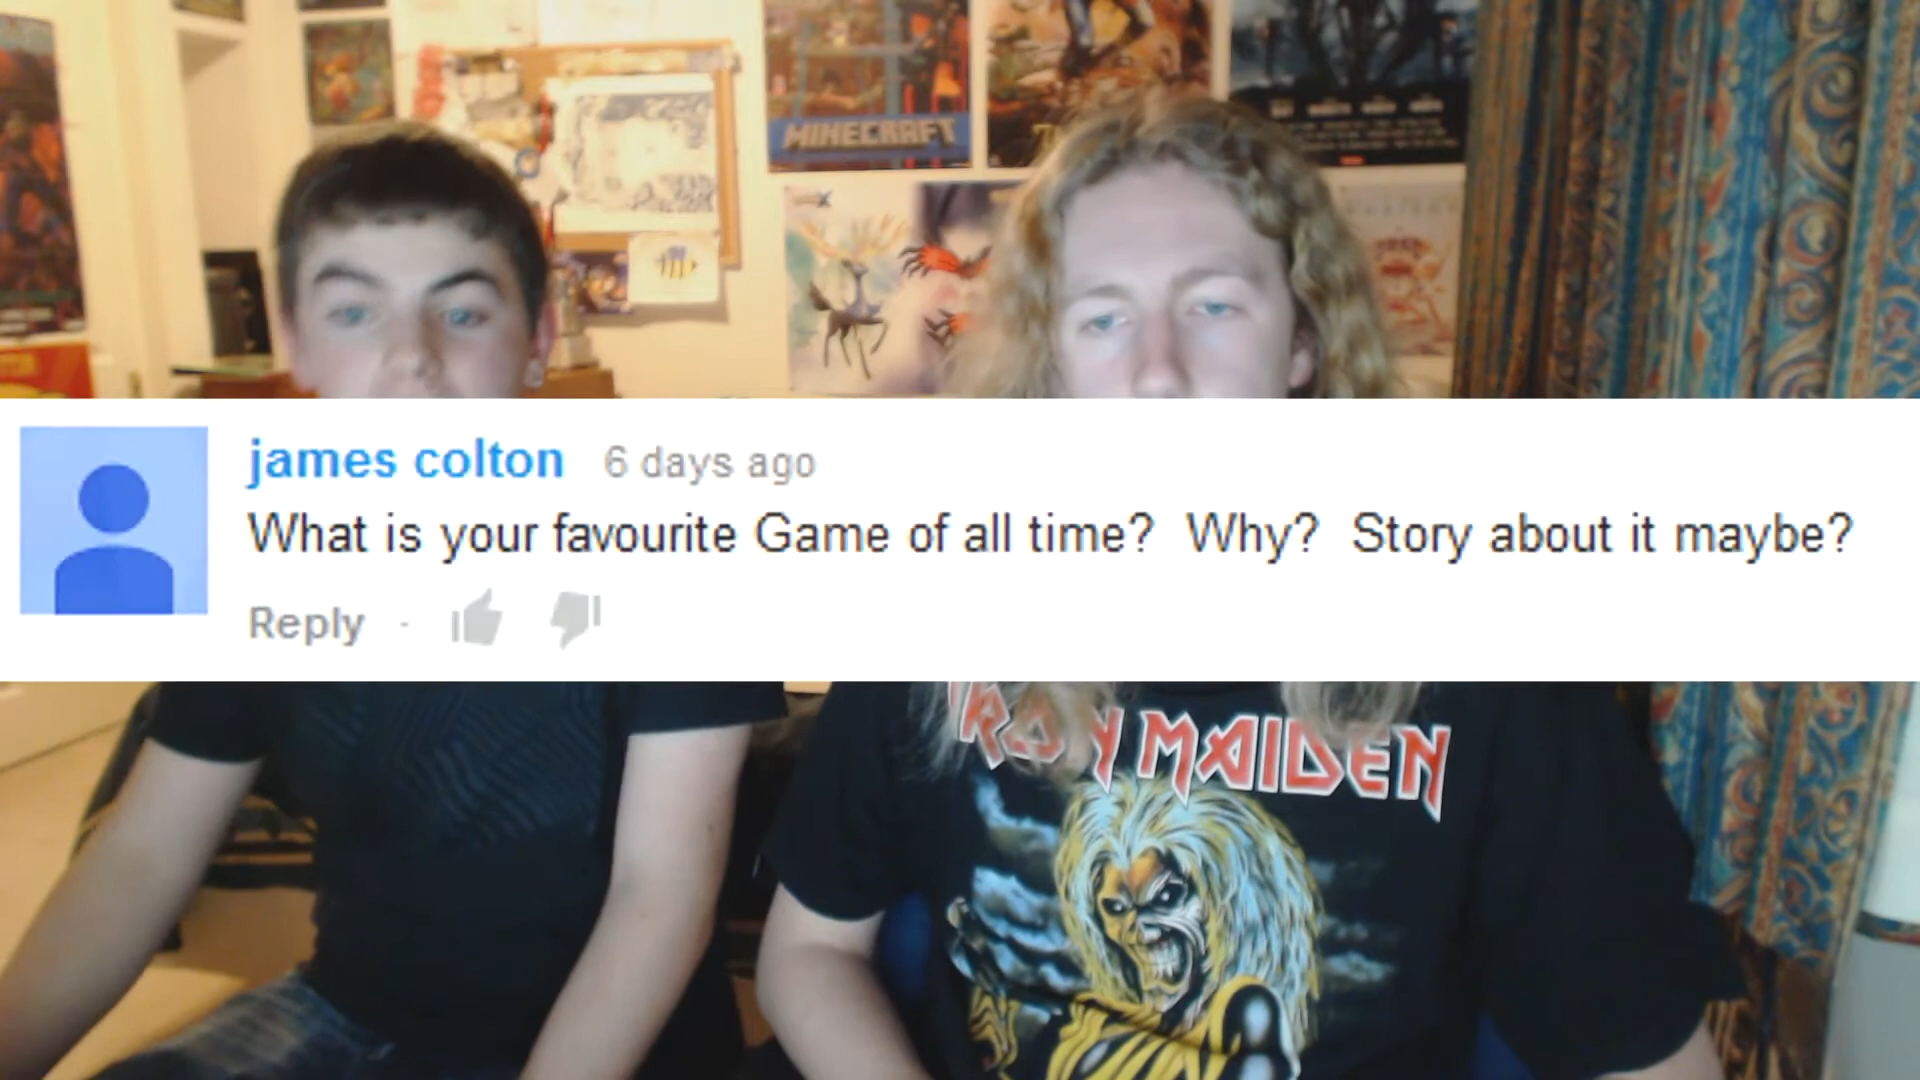 MINECRAFT
X
james colton 6 days ago
What is your favourite Game of all time?  Why?  Story about it maybe?
Reply ·
IRON MAIDEN